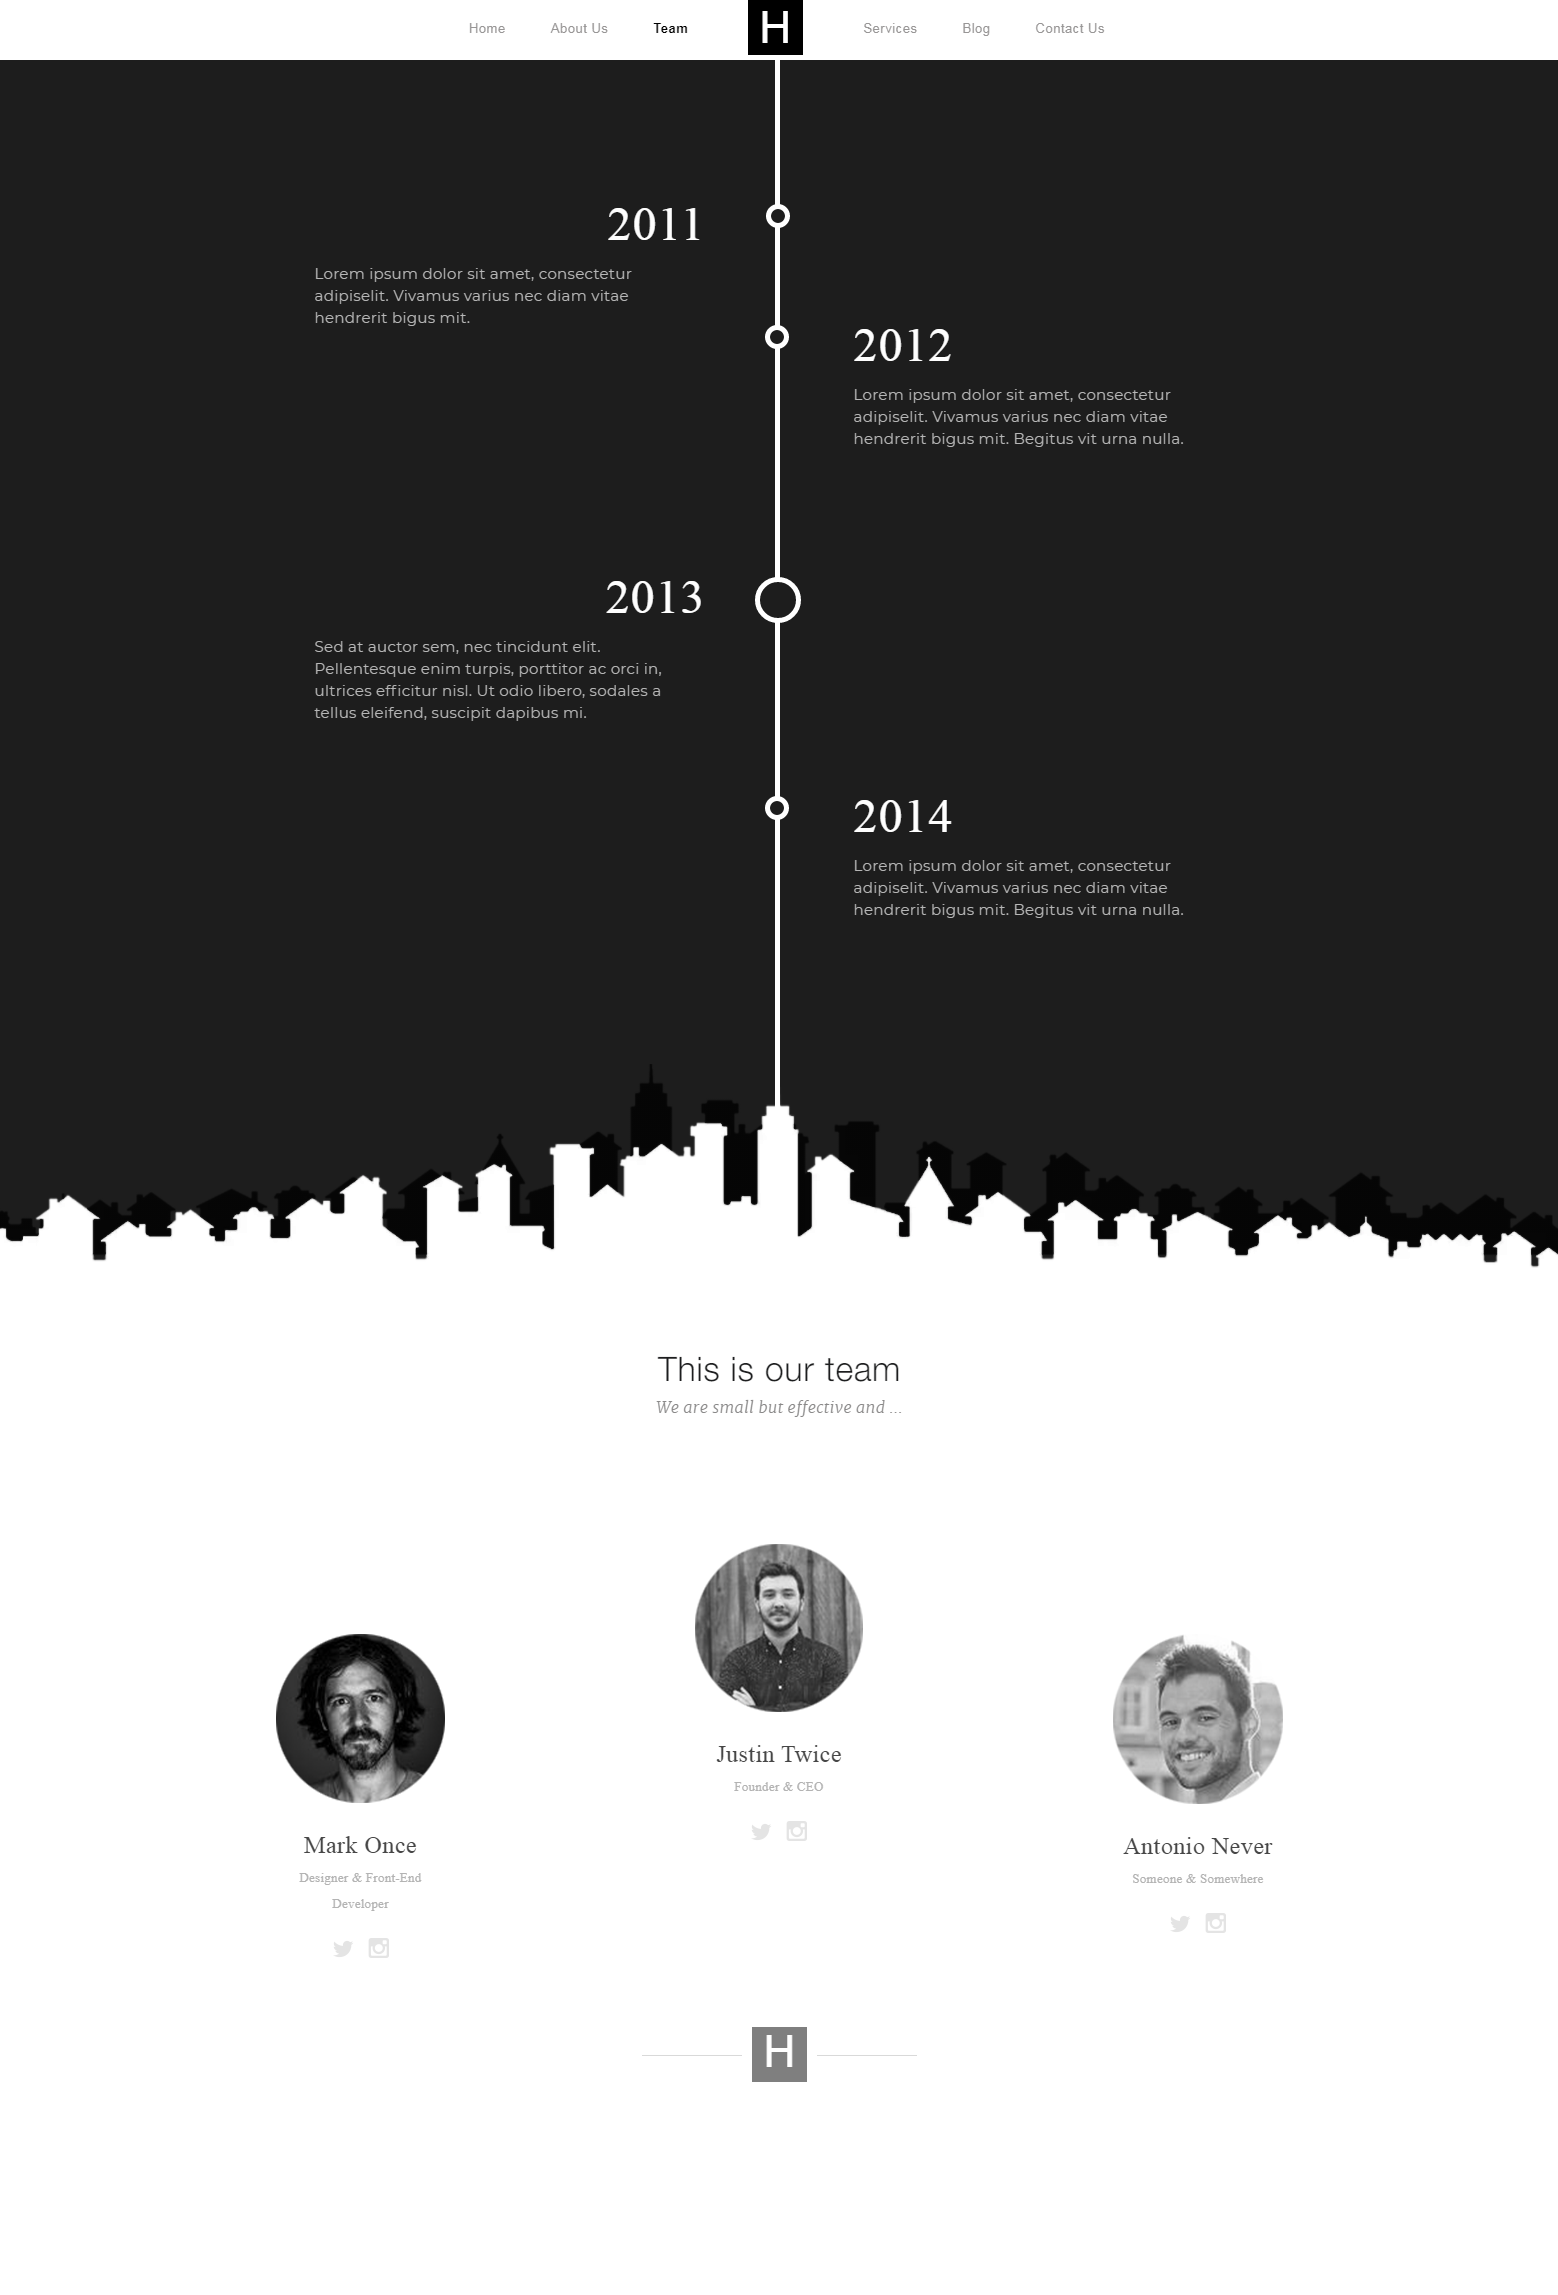 Home About Us Team H Services Blog Contact Us
2011
Lorem ipsum dolor sit amet, consectetur
adipiselit. Vivamus varius nec diam vitae
hendrerit bigus mit.
2012
Lorem ipsum dolor sit amet, consectetur
adipiselit. Vivamus varius nec diam vitae
hendrerit bigus mit. Begitus vit urna nulla.
2013
Sed at auctor sem, nec tincidunt elit.
Pellentesque enim turpis, porttitor ac orci in,
ultrices efficitur nisl. Ut odio libero, sodales a
tellus eleifend, suscipit dapibus mi.
2014
Lorem ipsum dolor sit amet, consectetur
adipiselit. Vivamus varius nec diam vitae
hendrerit bigus mit. Begitus vit urna nulla.
This is our team
We are small but effective and ...
Mark Once
Designer & Front-End
Developer
Justin Twice
Founder & CEO
Antonio Never
Someone & Somewhere
H